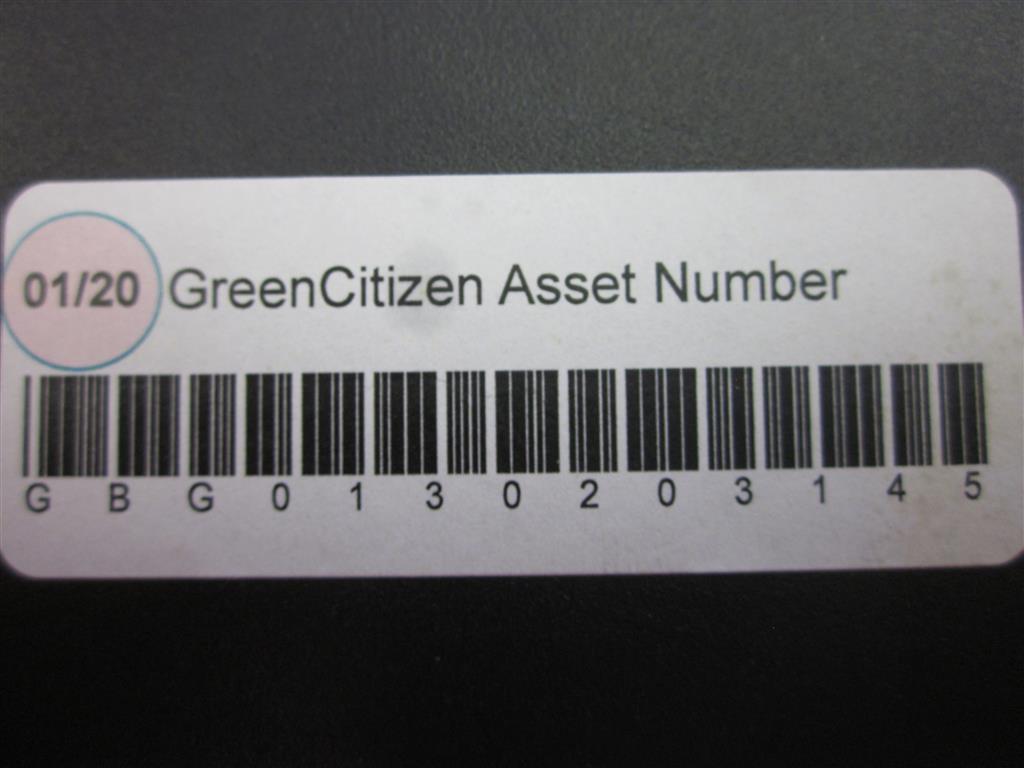 01/20 GreenCitizen Asset Number
G B G 0 1 3 0 2 0 3 1 4 5